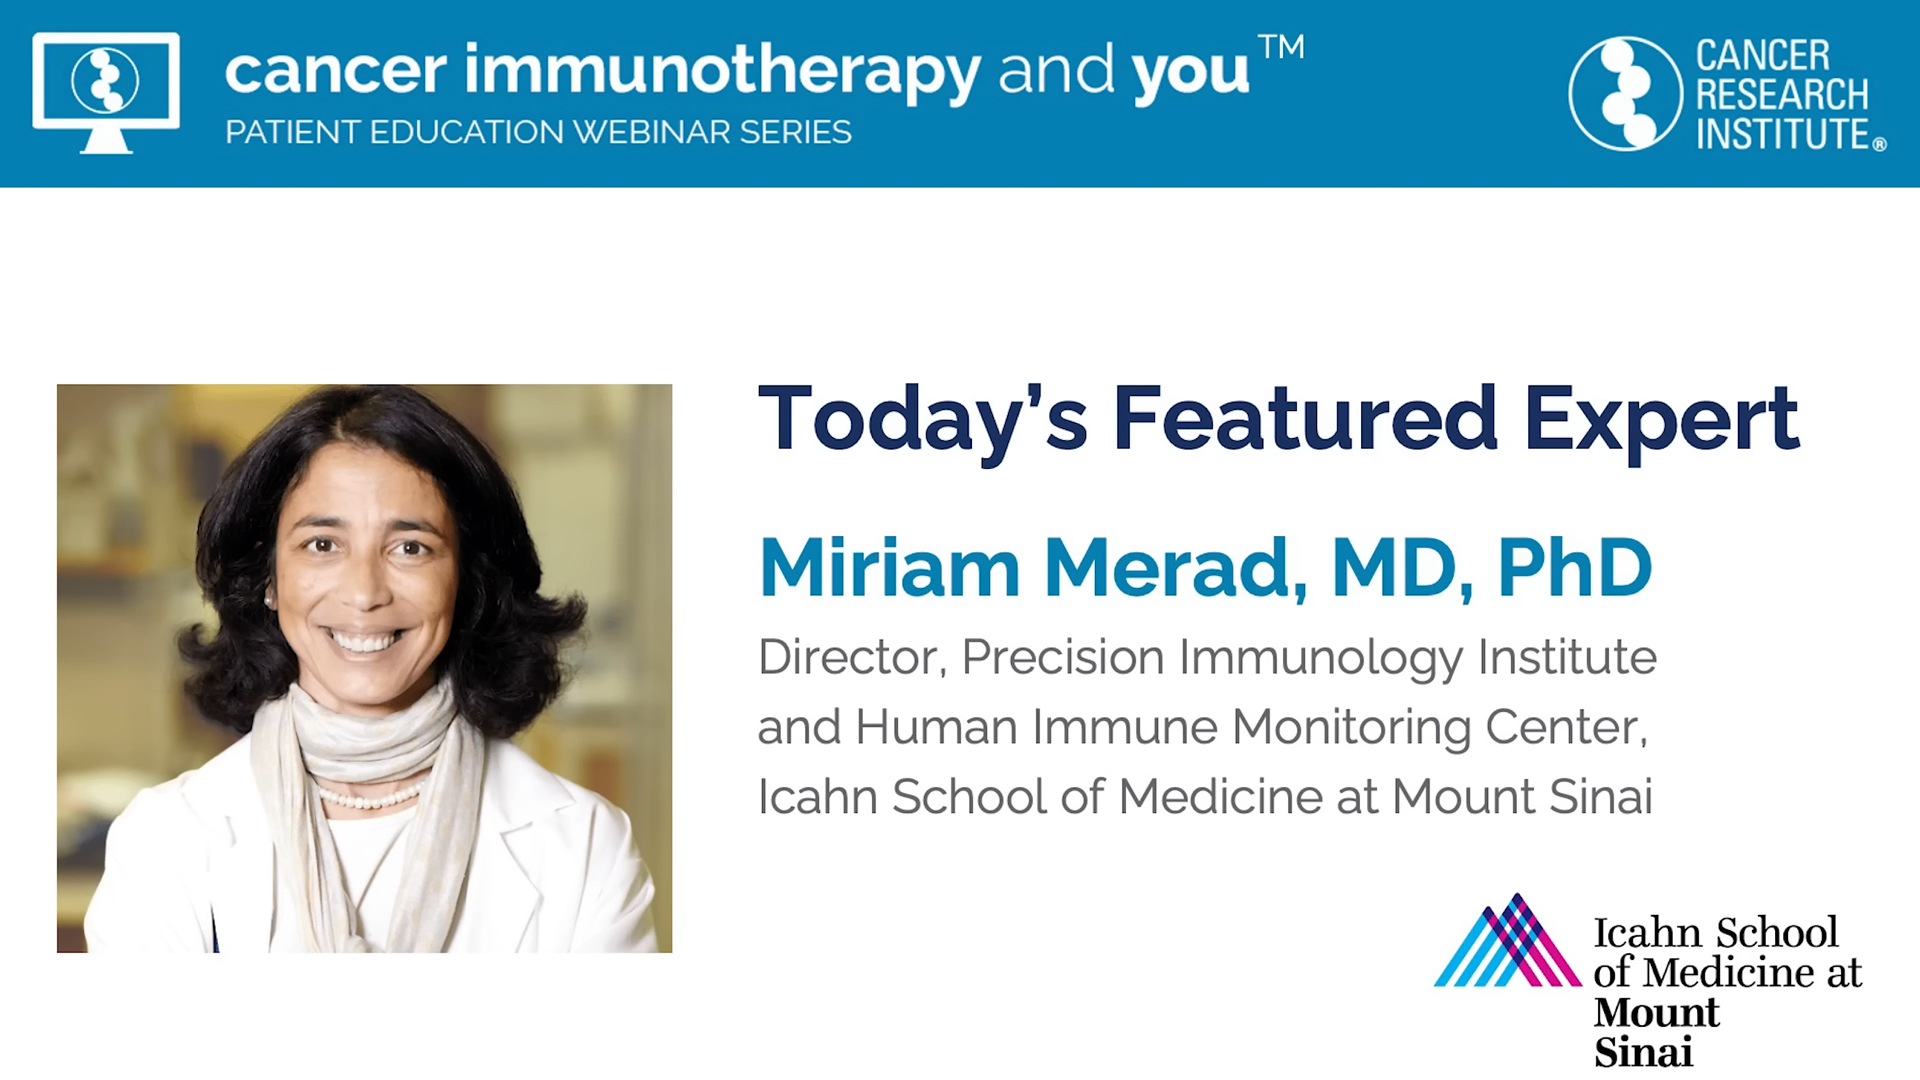 cancer immunotherapy and you™
PATIENT EDUCATION WEBINAR SERIES
CANCER
RESEARCH
INSTITUTE®
Today’s Featured Expert
Miriam Merad, MD, PhD
Director, Precision Immunology Institute
and Human Immune Monitoring Center,
Icahn School of Medicine at Mount Sinai
Icahn School
of Medicine at
Mount
Sinai